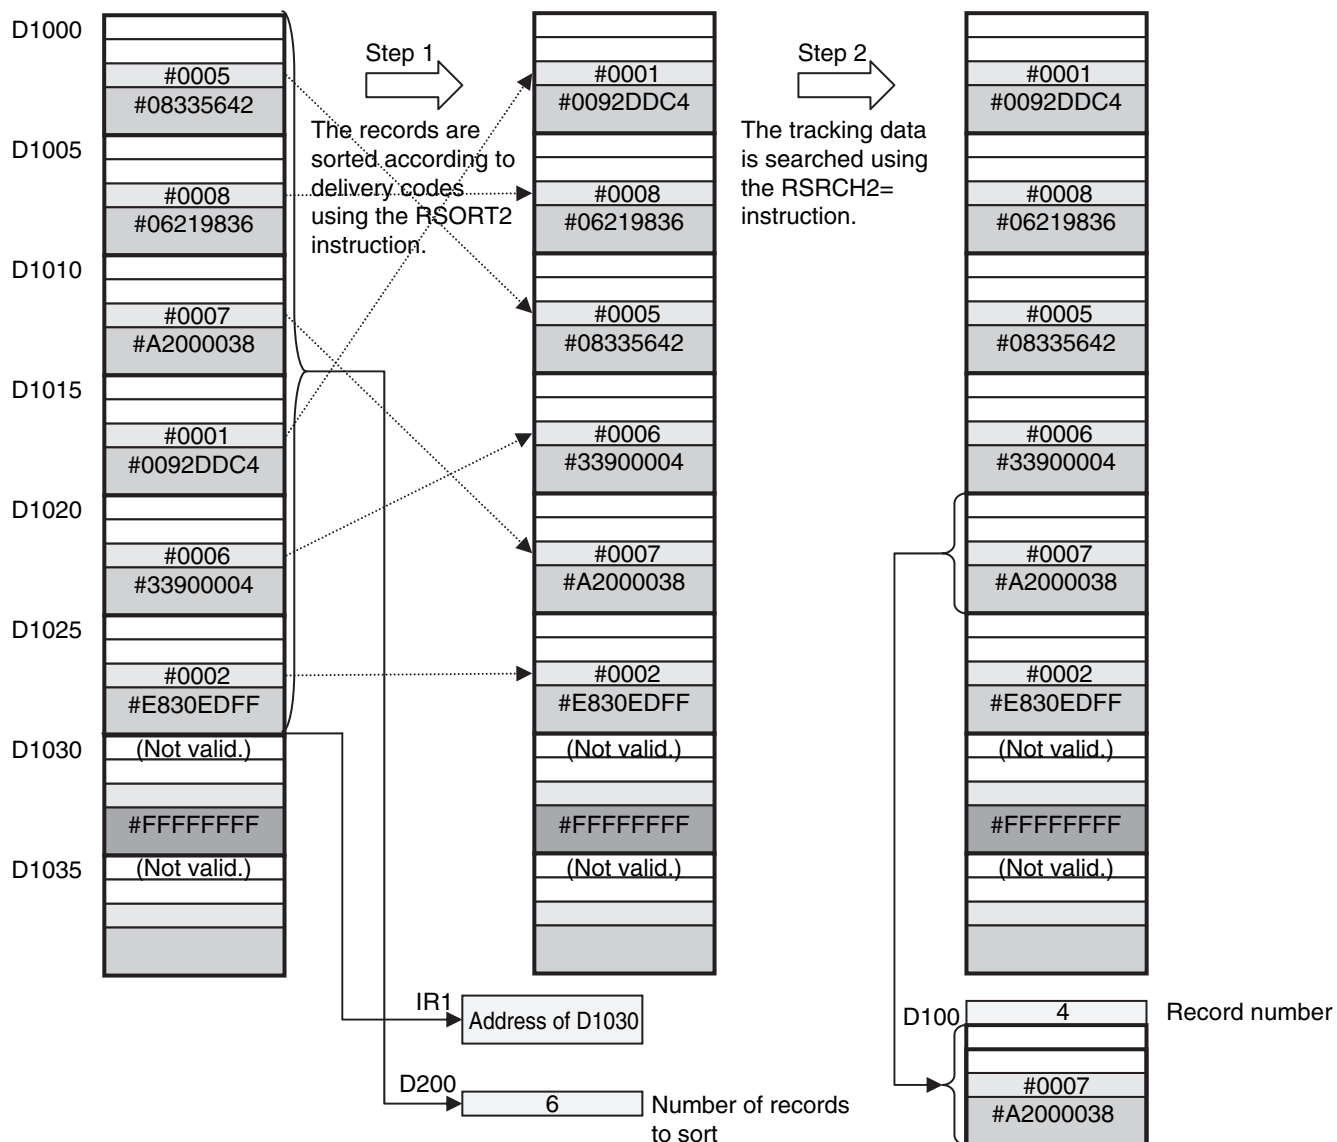 D1000
#0005
#08335642
D1005
#0008
#06219836
D1010
#0007
#A2000038
D1015
#0001
#0092DDC4
D1020
#0006
#33900004
D1025
#0002
#E830EDFF
D1030
(Not valid.)
#FFFFFFFF
D1035
(Not valid.)
Step 1
The records are
sorted according to
delivery codes
using the RSORT2
instruction.
#0001
#0092DDC4
#0008
#06219836
#0005
#08335642
#0006
#33900004
#0007
#A2000038
#0002
#E830EDFF
(Not valid.)
#FFFFFFFF
(Not valid.)
Step 2
The tracking data
is searched using
the RSRCH2=
instruction.
#0001
#0092DDC4
#0008
#06219836
#0005
#08335642
#0006
#33900004
#0007
#A2000038
#0002
#E830EDFF
(Not valid.)
#FFFFFFFF
(Not valid.)
IR1
Address of D1030
D200
6
Number of records
to sort
D100
4
Record number
#0007
#A2000038